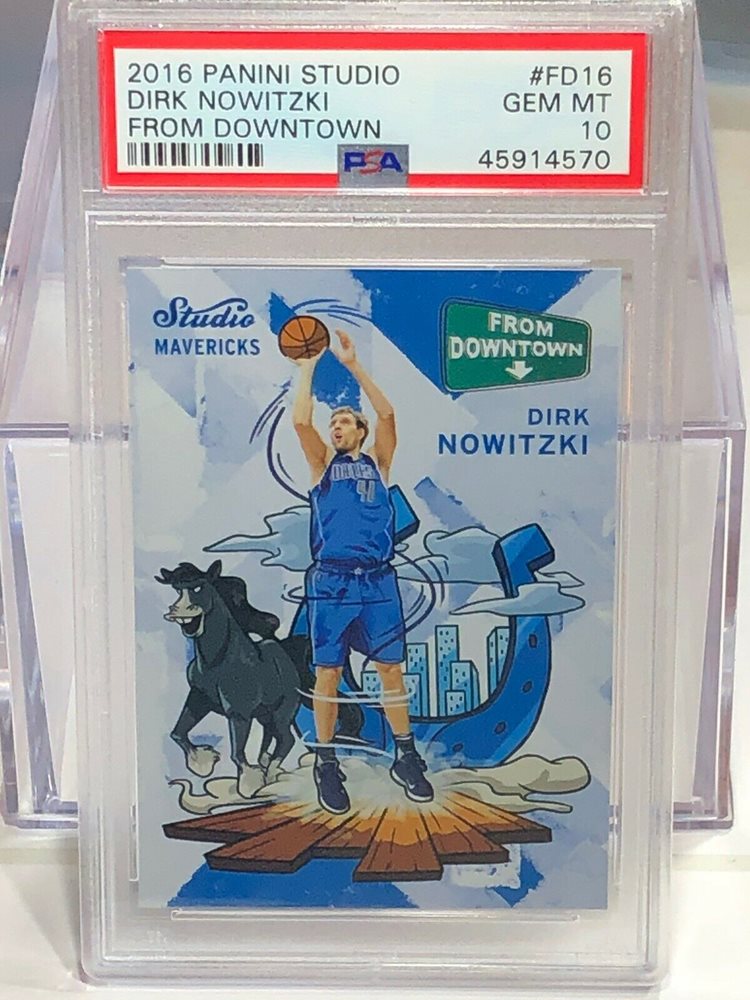 2016 PANINI STUDIO #FD16
DIRK NOWITZKI GEM MT
FROM DOWNTOWN 10
PSA 45914570
Studio
MAVERICKS
FROM
DOWNTOWN
DIRK
NOWITZKI
DALLAS
41